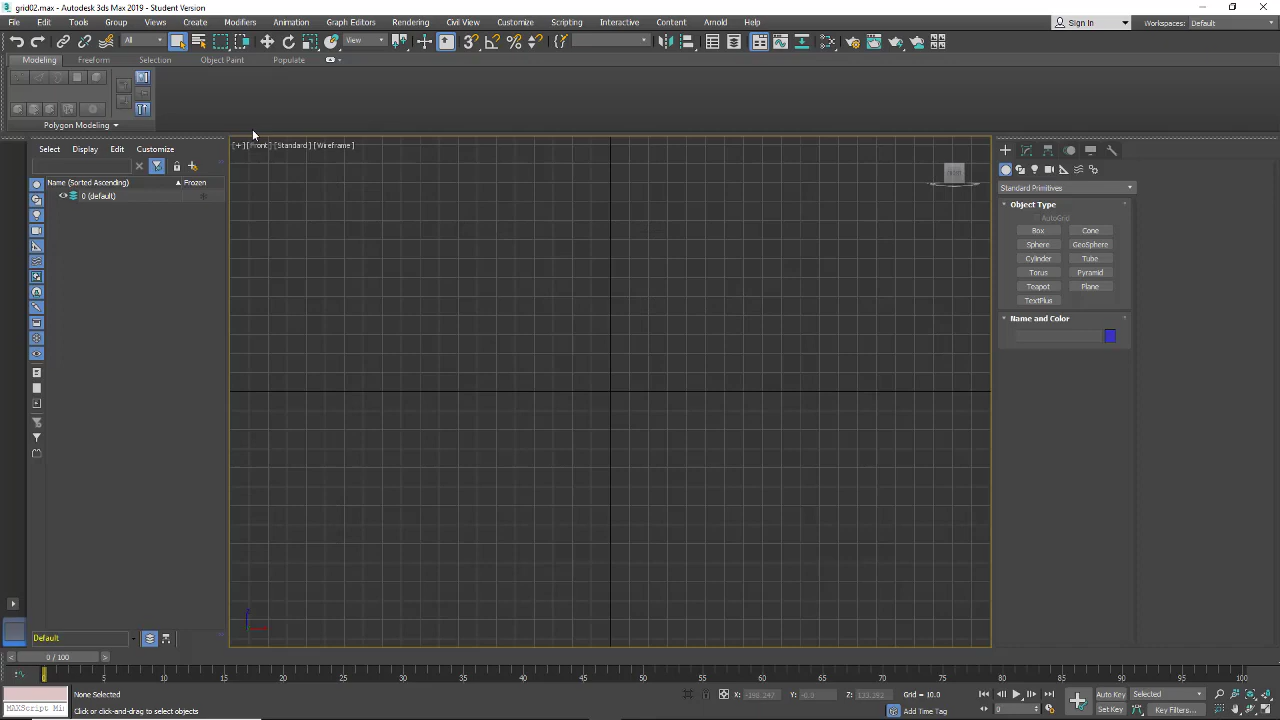 grid02.max - Autodesk 3ds Max 2019 - Student Version
File Edit Tools Group Views Create Modifiers Animation Graph Editors Rendering Civil View Customize Scripting Interactive Content Arnold Help
Sign In Workspaces: Default
All View
Modeling Freeform Selection Object Paint Populate
Polygon Modeling
Select Display Edit Customize
[+] [Front] [Standard] [Wireframe]
Name (Sorted Ascending) Frozen
0 (default)
Standard Primitives
Object Type
AutoGrid
Box Cone
Sphere GeoSphere
Cylinder Tube
Torus Pyramid
Teapot Plane
TextPlus
Name and Color
Default
0 / 100
0 5 10 15 20 25 30 35 40 45 50 55 60 65 70 75 80 85 90 95 100
None Selected X: Y: -0.0 Z: Grid = 10.0 Auto Key Selected
MAXScript Mi Click or click-and-drag to select objects Add Time Tag 0 Set Key Key Filters...